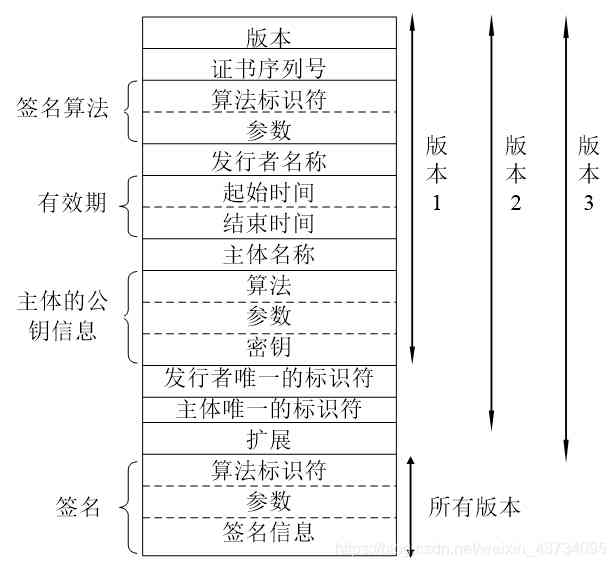 版本
证书序列号
签名算法
算法标识符
参数
发行者名称
有效期
起始时间
结束时间
主体名称
主体的公
钥信息
算法
参数
密钥
发行者唯一的标识符
主体唯一的标识符
扩展
签名
算法标识符
参数
签名信息
版本1
版本2
版本3
所有版本